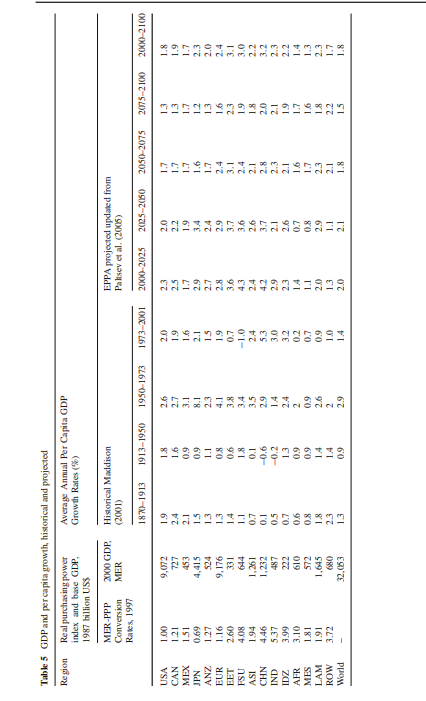 Table 5 GDP and per capita growth, historical and projected
Region Real purchasing power Average Annual Per Capita GDP
index and base GDP, Growth Rates (%)
1987 billion US$
MER-PPP 2000 GDP, Historical Maddison EPPA projected updated from
Conversion MER (2001) Paltsev et al. (2005)
Rates, 1997 1870–1913 1913–1950 1950–1973 1973–2001 2000–2025 2025–2050 2050–2075 2075–2100 2000–2100
USA 1.00 9,072 1.9 1.8 2.6 2.0 2.3 2.0 1.7 1.3 1.8
CAN 1.21 727 2.4 1.6 2.7 1.9 2.5 2.2 1.7 1.3 1.9
MEX 1.51 453 2.1 0.9 3.1 1.6 1.7 1.9 1.7 1.7 1.7
JPN 0.69 4,415 1.5 0.9 8.1 2.1 2.9 3.4 1.6 1.2 2.3
ANZ 1.27 524 1.3 1.1 2.3 1.5 2.7 2.4 1.7 1.3 2.0
EUR 1.16 9,176 1.3 0.8 4.1 1.9 2.8 2.9 2.4 1.6 2.4
EET 2.60 331 1.4 0.6 3.8 0.7 3.6 3.7 3.1 2.3 3.1
FSU 4.08 644 1.1 1.8 3.4 −1.0 4.3 3.6 2.4 1.9 3.0
ASI 1.94 1,261 0.7 0.1 3.5 2.4 2.4 2.6 2.1 1.8 2.2
CHN 4.46 1,232 0.1 −0.6 2.9 5.3 4.2 3.7 2.8 2.0 3.2
IND 5.37 487 0.5 −0.2 1.4 3.0 2.9 2.1 2.3 2.1 2.3
IDZ 3.99 222 0.7 1.3 2.4 3.2 2.3 2.6 2.1 1.9 2.2
AFR 3.10 610 0.6 0.9 2 0.2 1.4 0.7 1.6 1.7 1.4
MES 1.81 572 0.8 0.9 0.9 0.7 1.1 0.8 1.7 1.6 1.3
LAM 1.91 1,645 1.8 1.4 2.6 0.9 2.0 2.9 2.3 1.8 2.3
ROW 3.72 680 2.3 1.4 2 1.0 1.3 1.1 2.1 2.2 1.7
World – 32,053 1.3 0.9 2.9 1.4 2.0 2.1 1.8 1.5 1.8